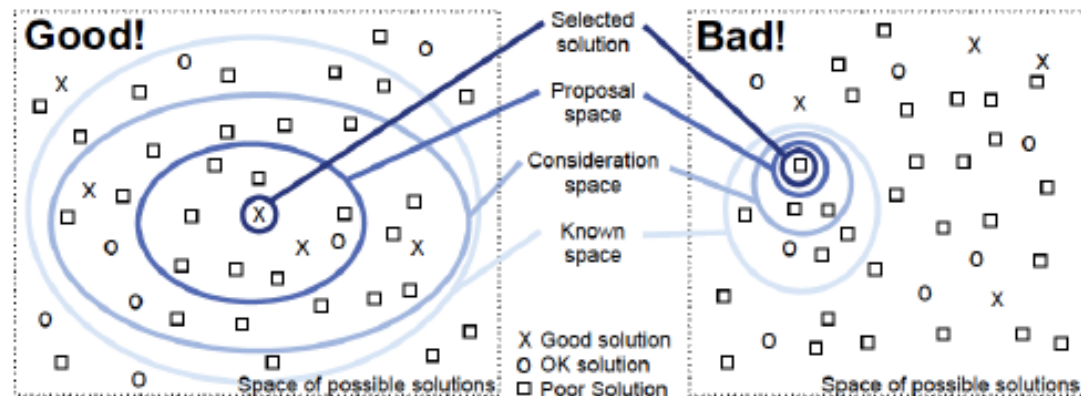 Good!
Selected
solution
Proposal
space
Consideration
space
Known
space
X Good solution
O OK solution
□ Poor Solution
Space of possible solutions
Bad!
Space of possible solutions